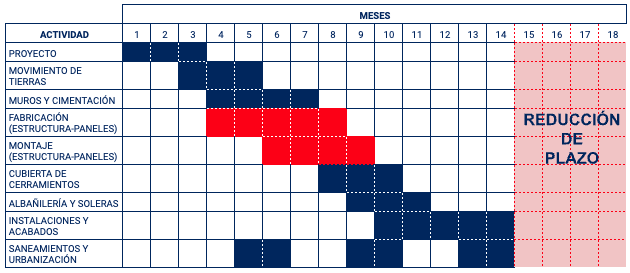 MESES
ACTIVIDAD 1 2 3 4 5 6 7 8 9 10 11 12 13 14 15 16 17 18
PROYECTO
MOVIMIENTO DE
TIERRAS
MUROS Y CIMENTACIÓN
FABRICACIÓN
(ESTRUCTURA-PANELES)
MONTAJE
(ESTRUCTURA-PANELES)
CUBIERTA DE
CERRAMIENTOS
ALBAÑILERÍA Y SOLERAS
INSTALACIONES Y
ACABADOS
SANEAMIENTOS Y
URBANIZACIÓN
REDUCCIÓN
DE
PLAZO